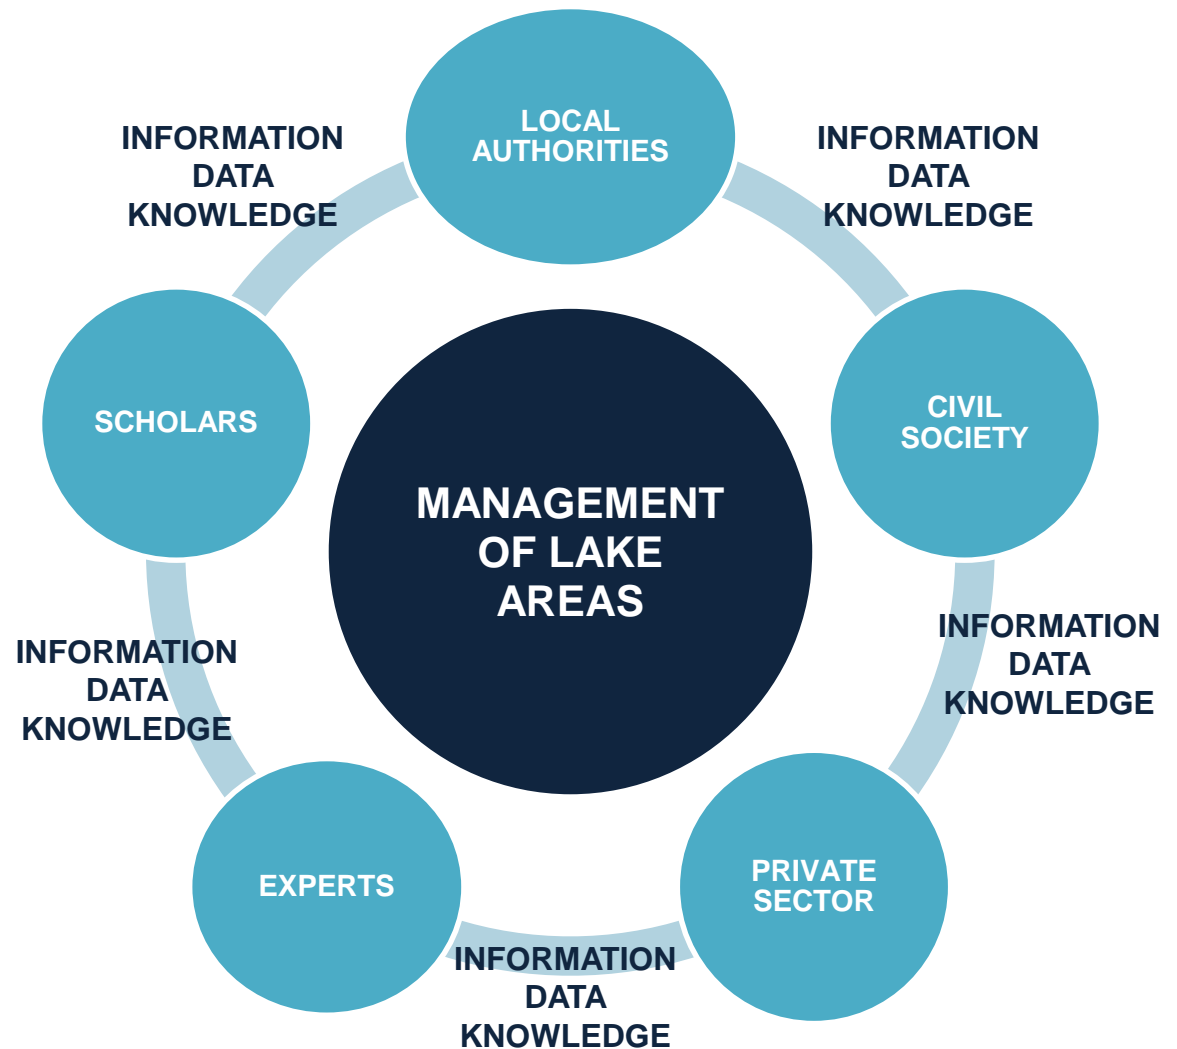 LOCAL
AUTHORITIES
INFORMATION
DATA
KNOWLEDGE
INFORMATION
DATA
KNOWLEDGE
SCHOLARS
CIVIL
SOCIETY
MANAGEMENT
OF LAKE
AREAS
INFORMATION
DATA
KNOWLEDGE
INFORMATION
DATA
KNOWLEDGE
EXPERTS
PRIVATE
SECTOR
INFORMATION
DATA
KNOWLEDGE